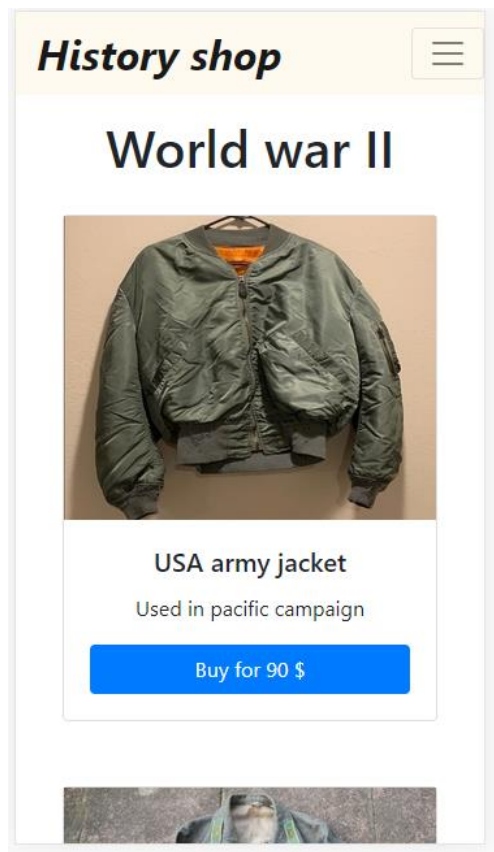 History shop
World war II
USA army jacket
Used in pacific campaign
Buy for 90 $